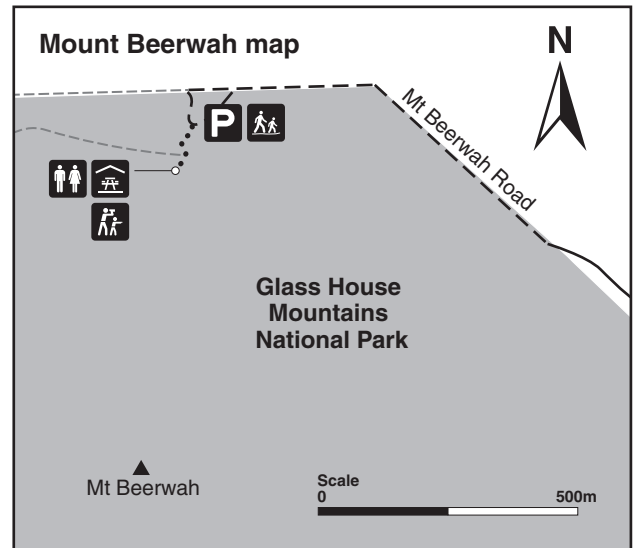 Mount Beerwah map
N
P
Mt Beerwah Road
Glass House
Mountains
National Park
Mt Beerwah
Scale
0 500m